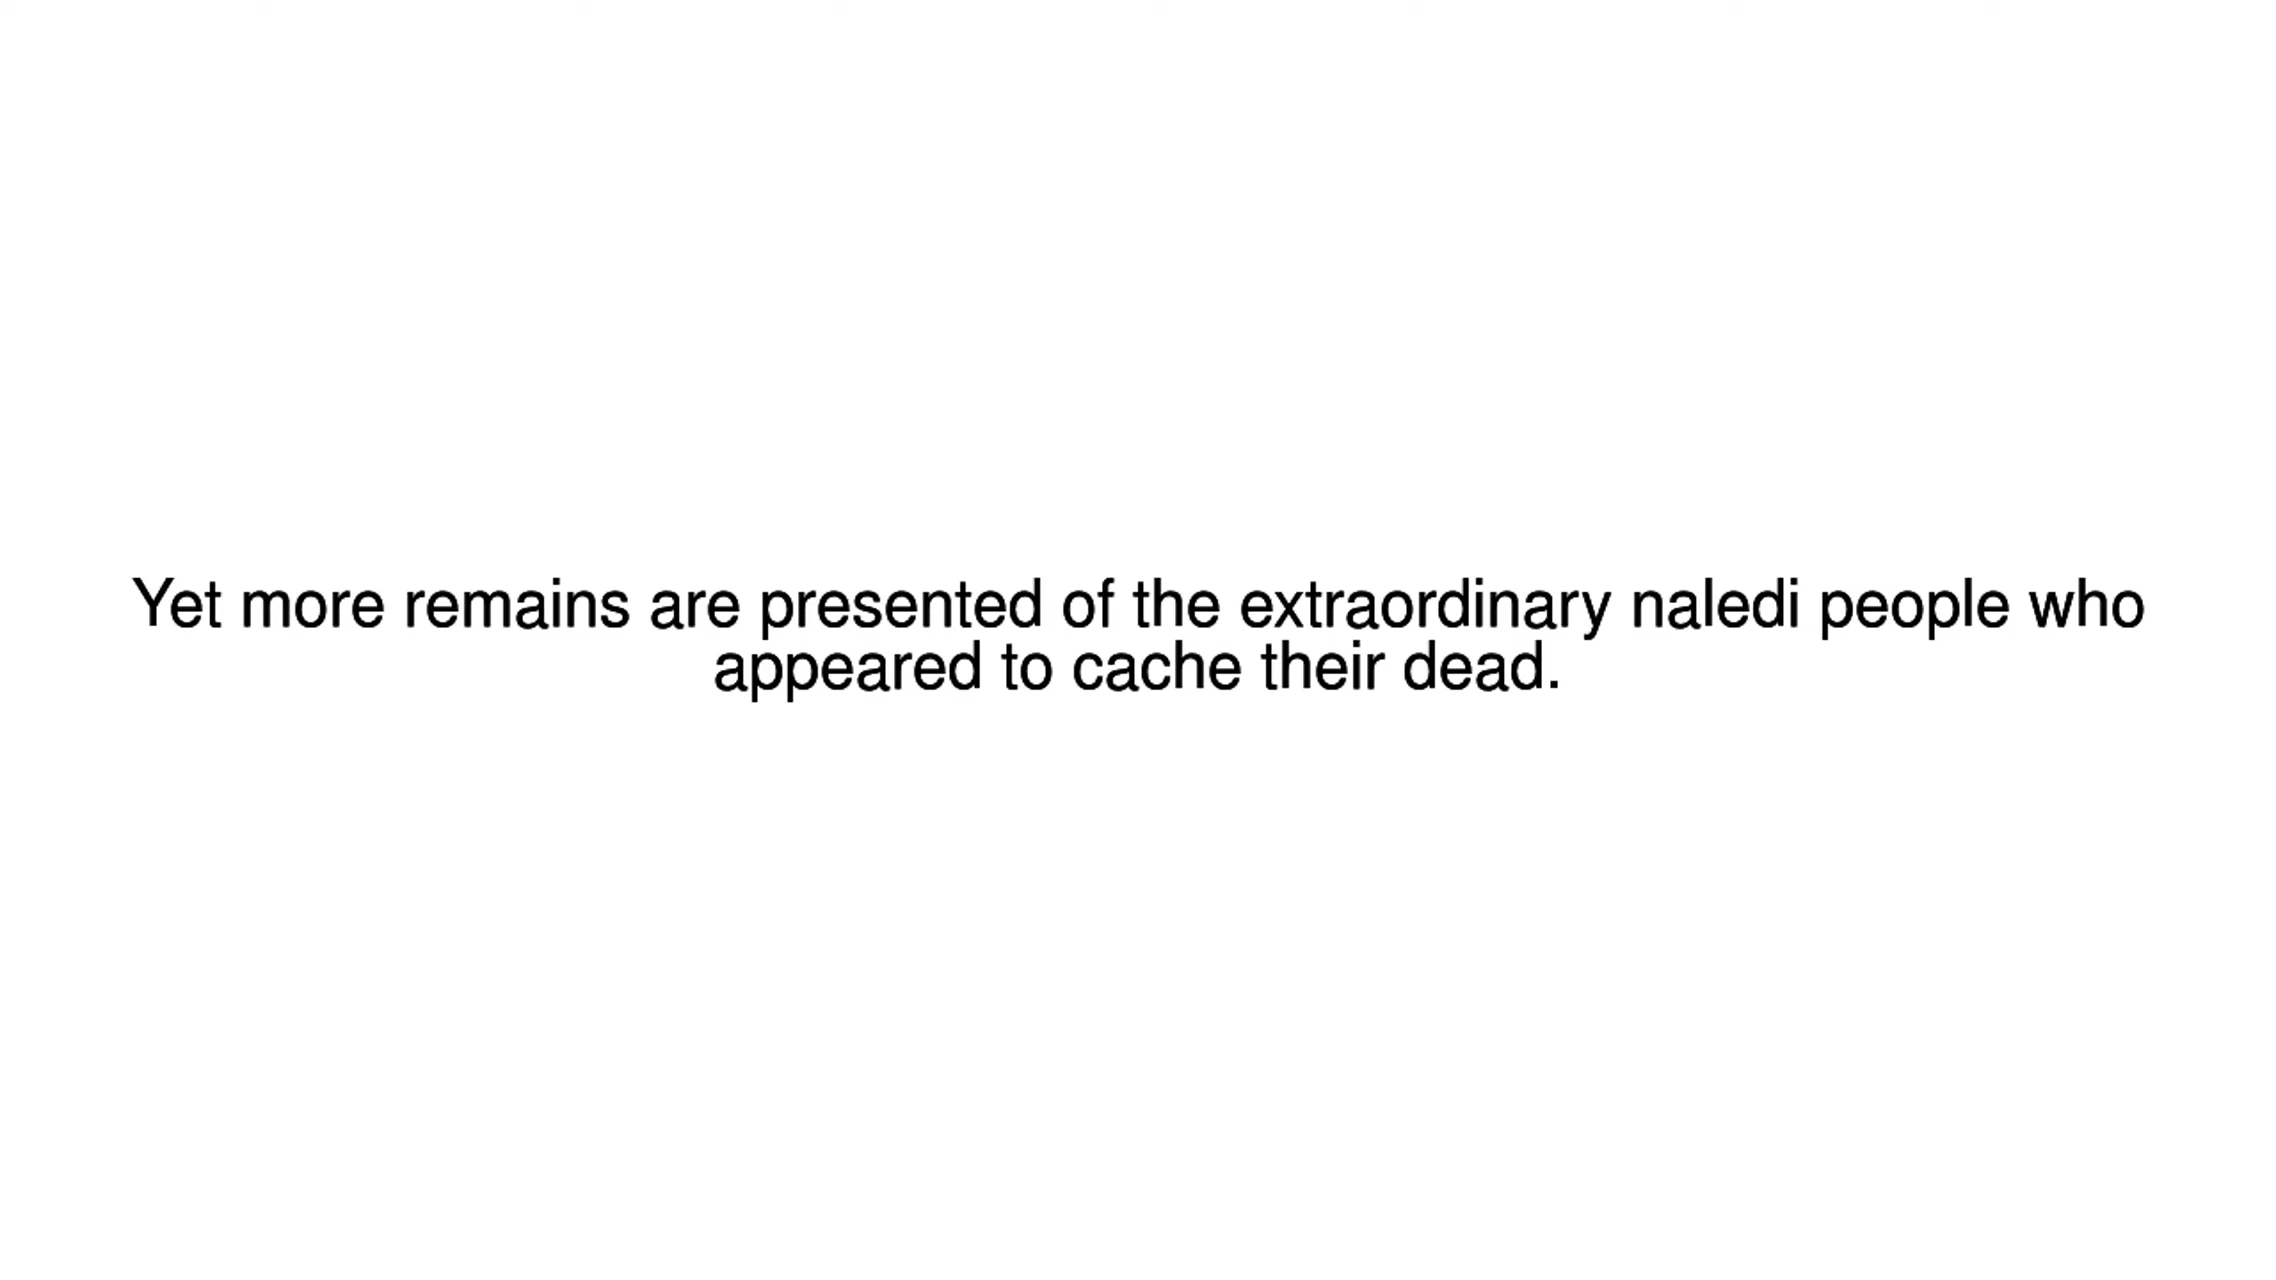 Yet more remains are presented of the extraordinary naledi people who
appeared to cache their dead.